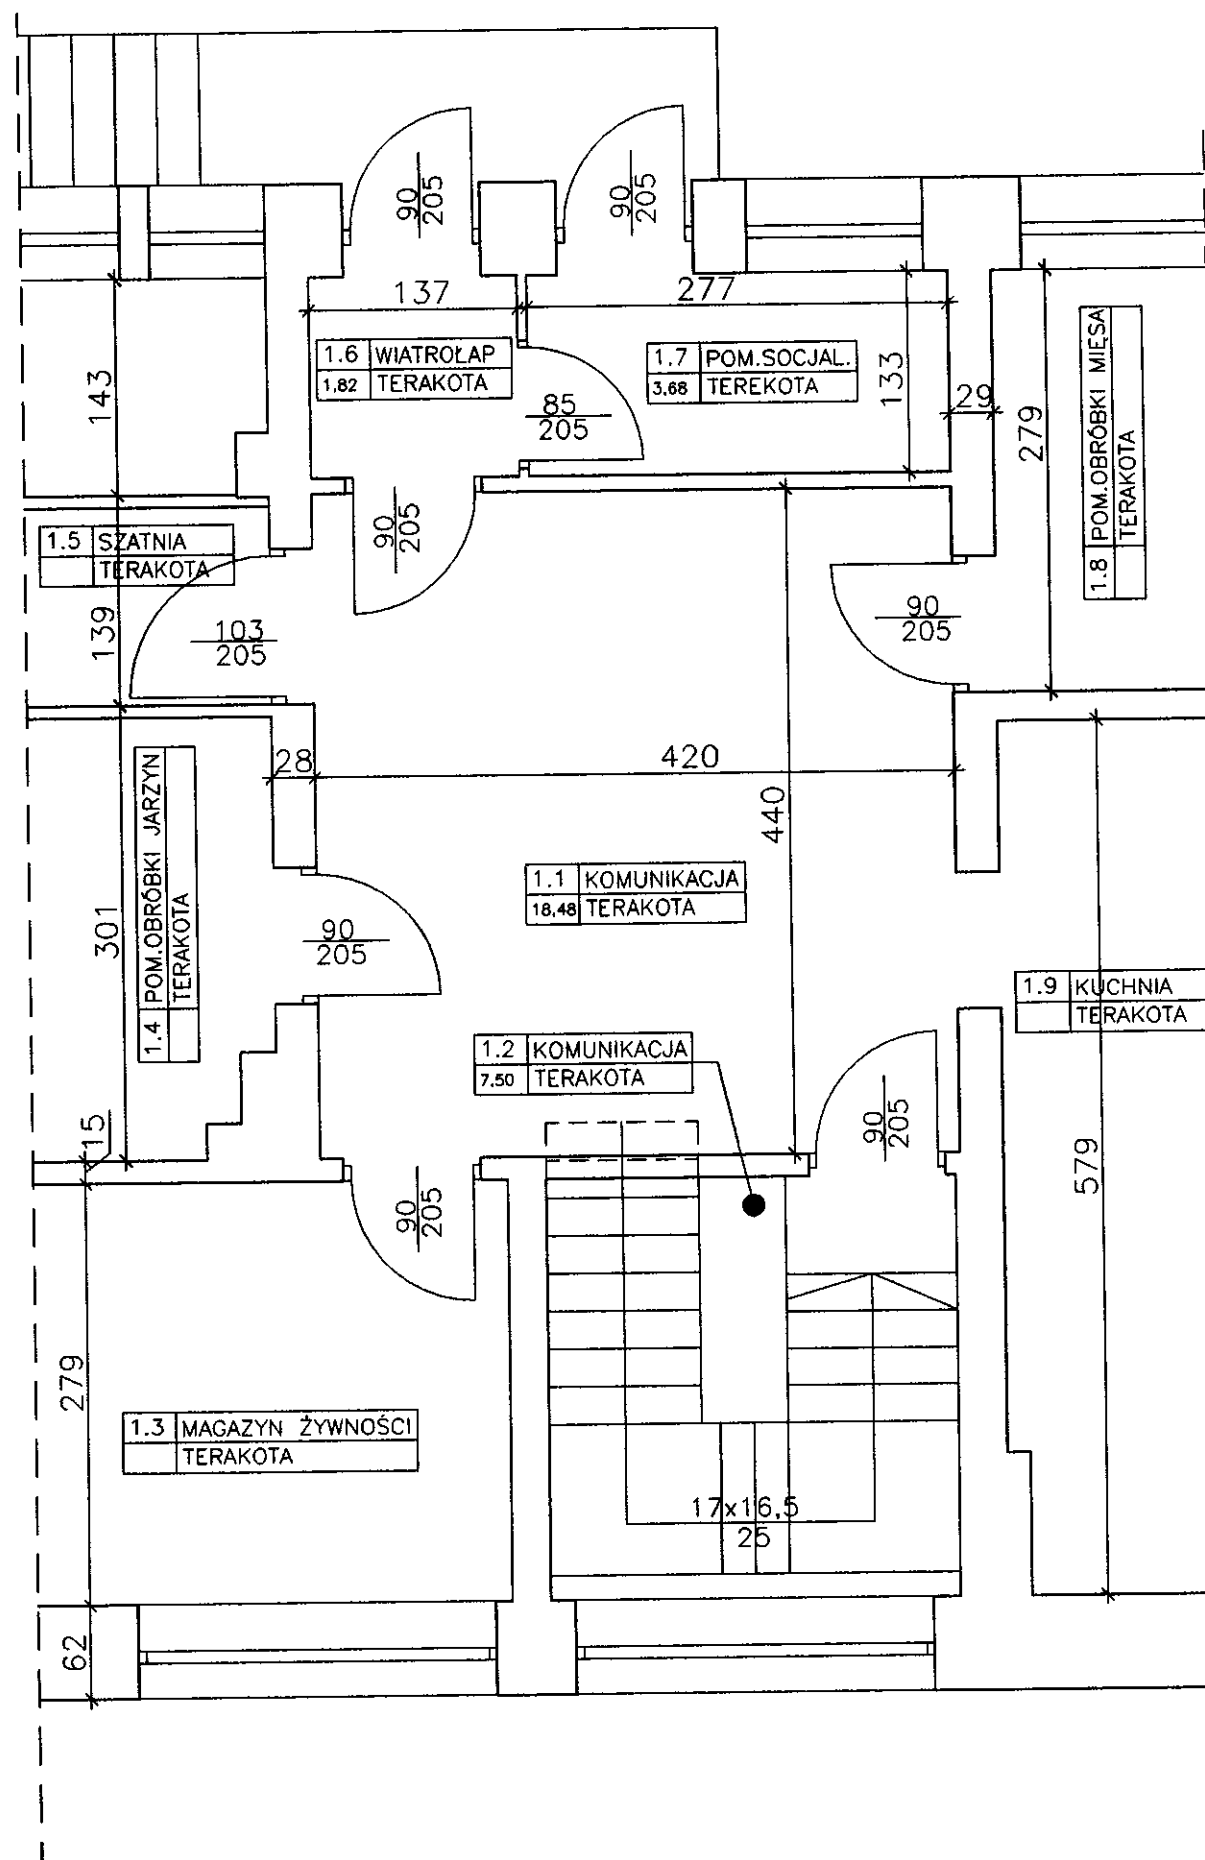 90
205
90
205
137
277
1.6 WIATROŁAP
1,82 TERAKOTA
1.7 POM.SOCJAL.
3,68 TEREKOTA
133
29
279
1.8 POM.OBRÓBKI MIĘSA
TERAKOTA
143
85
205
90
205
1.5 SZATNIA
TERAKOTA
139
103
205
90
205
28
420
440
1.4 POM.OBRÓBKI JARZYN
TERAKOTA
301
90
205
1.1 KOMUNIKACJA
18,48 TERAKOTA
1.9 KUCHNIA
TERAKOTA
1.2 KOMUNIKACJA
7,50 TERAKOTA
15
90
205
90
205
579
279
1.3 MAGAZYN ŻYWNOŚCI
TERAKOTA
17x16,5
25
62